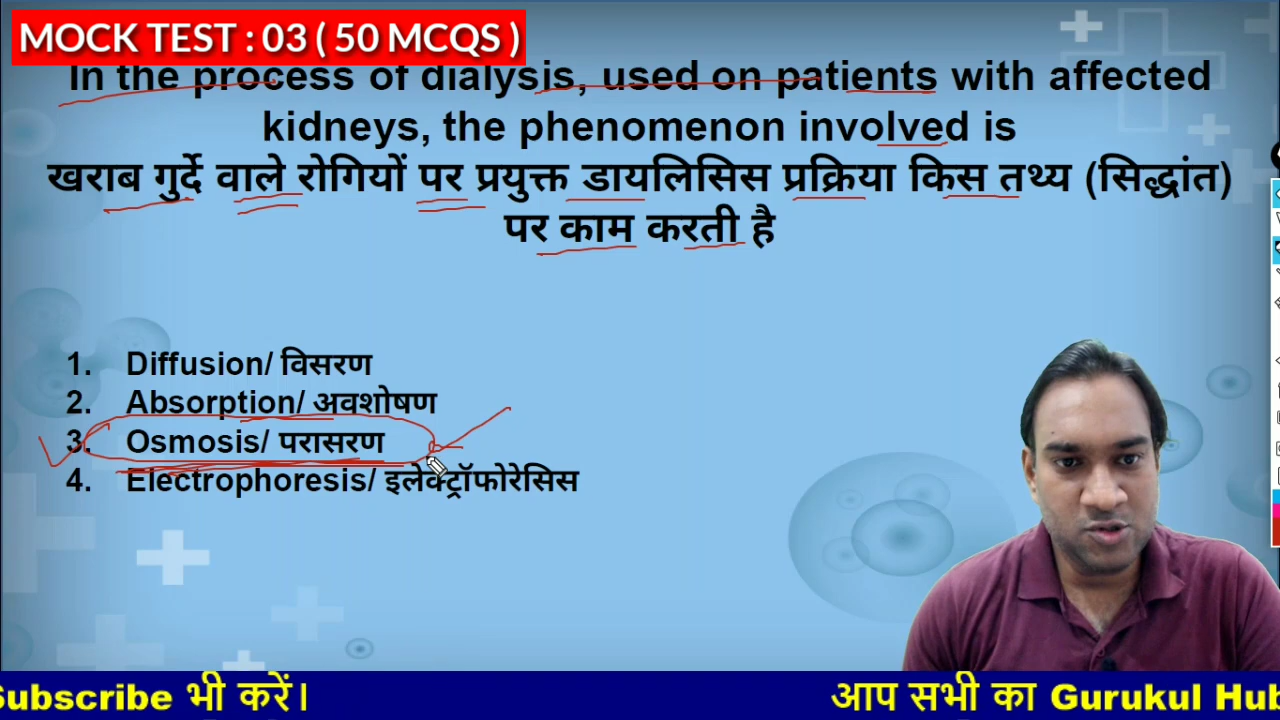 MOCK TEST : 03 ( 50 MCQS )
In the process of dialysis, used on patients with affected
kidneys, the phenomenon involved is
खराब गुर्दे वाले रोगियों पर प्रयुक्त डायलिसिस प्रक्रिया किस तथ्य (सिद्धांत)
पर काम करती है
1. Diffusion/ विसरण
2. Absorption/ अवशोषण
3. Osmosis/ परासरण
4. Electrophoresis/ इलेक्ट्रॉफोरेसिस
Subscribe भी करें। आप सभी का Gurukul Hub